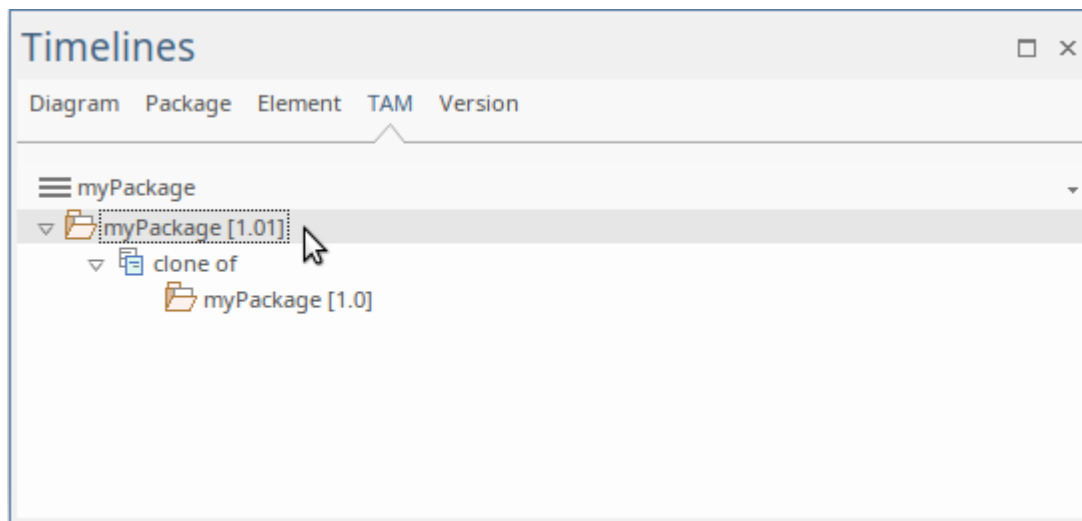 Timelines
Diagram Package Element TAM Version
myPackage
myPackage [1.01]
clone of
myPackage [1.0]